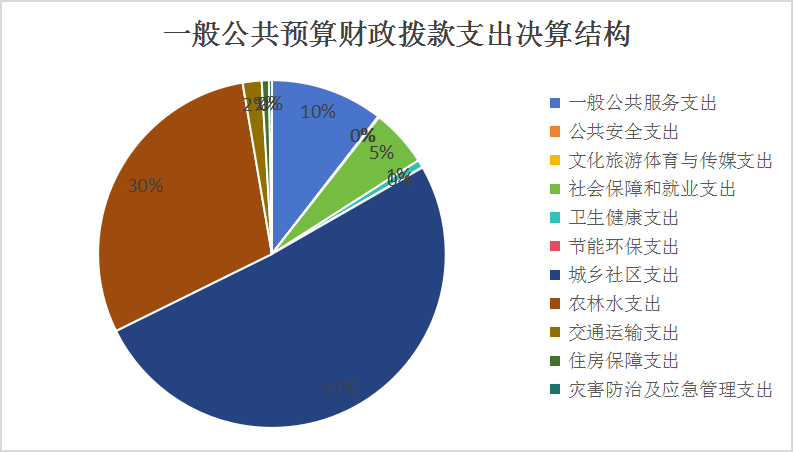 一般公共预算财政拨款支出决算结构
10%
0%
5%
1%
0%
51%
30%
2%
0%
一般公共服务支出
公共安全支出
文化旅游体育与传媒支出
社会保障和就业支出
卫生健康支出
节能环保支出
城乡社区支出
农林水支出
交通运输支出
住房保障支出
灾害防治及应急管理支出